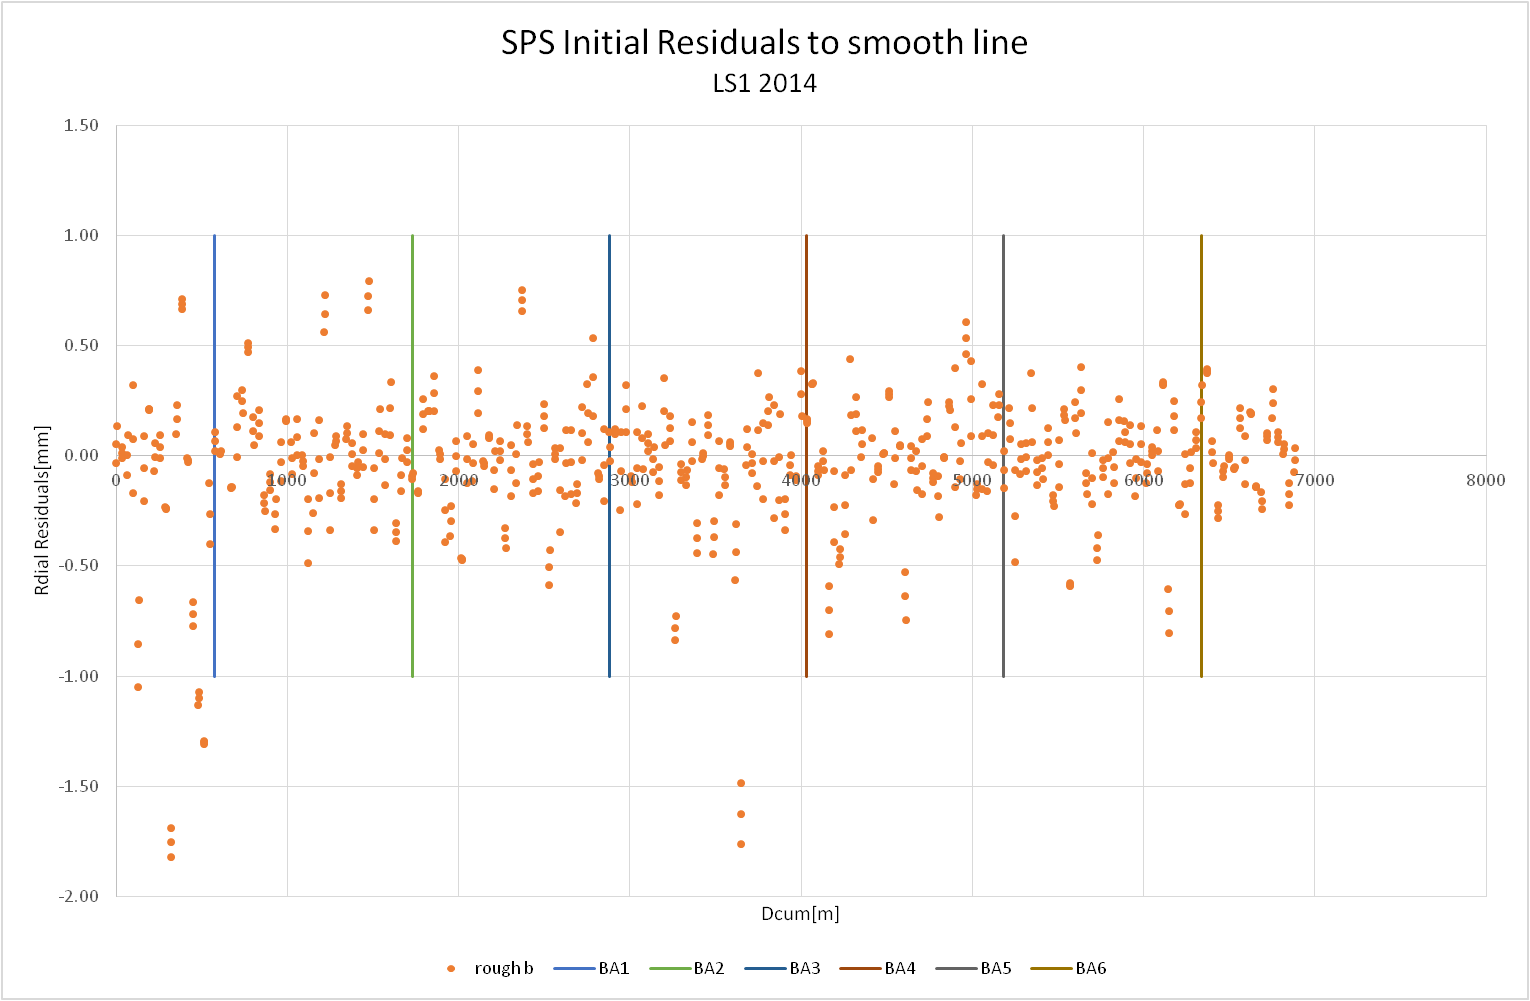 SPS Initial Residuals to smooth line
LS1 2014
1.50
1.00
0.50
0.00
-0.50
-1.00
-1.50
-2.00
Rdial Residuals[mm]
0 1000 2000 3000 4000 5000 6000 7000 8000
Dcum[m]
rough b BA1 BA2 BA3 BA4 BA5 BA6